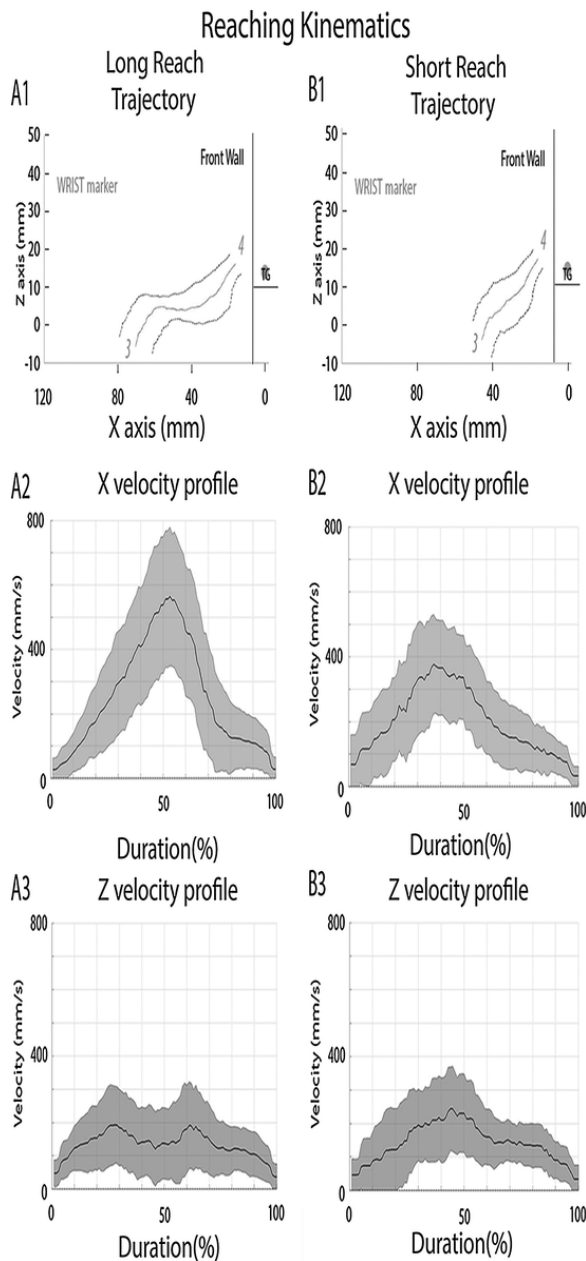 Reaching Kinematics
Long Reach
Trajectory
Short Reach
Trajectory
A1
B1
50
40
30
20
10
0
-10
Z axis (mm)
WRIST marker
Front Wall
3
4
TG
120
80
40
0
X axis (mm)
50
40
30
20
10
0
-10
Z axis (mm)
WRIST marker
Front Wall
3
4
TG
120
80
40
0
X axis (mm)
A2
X velocity profile
800
400
0
Velocity (mm/s)
0
50
100
Duration(%)
B2
X velocity profile
800
400
0
Velocity (mm/s)
0
50
100
Duration(%)
A3
Z velocity profile
800
400
0
Velocity (mm/s)
0
50
100
Duration(%)
B3
Z velocity profile
800
400
0
Velocity (mm/s)
0
50
100
Duration(%)